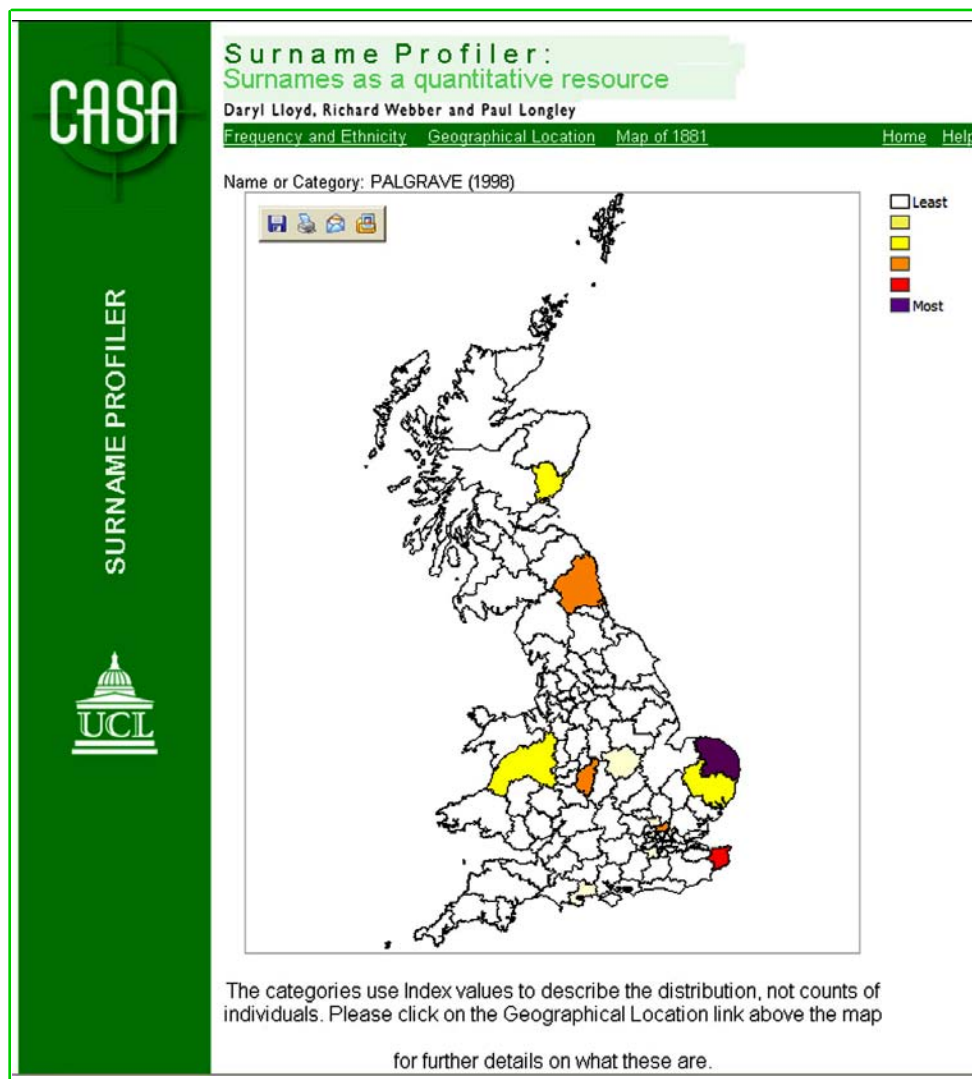 CASA
SURNAME PROFILER
UCL
Surname Profiler:
Surnames as a quantitative resource
Daryl Lloyd, Richard Webber and Paul Longley
Frequency and Ethnicity Geographical Location Map of 1881 Home Help
Name or Category: PALGRAVE (1998)
Least
Most
The categories use Index values to describe the distribution, not counts of
individuals. Please click on the Geographical Location link above the map
for further details on what these are.